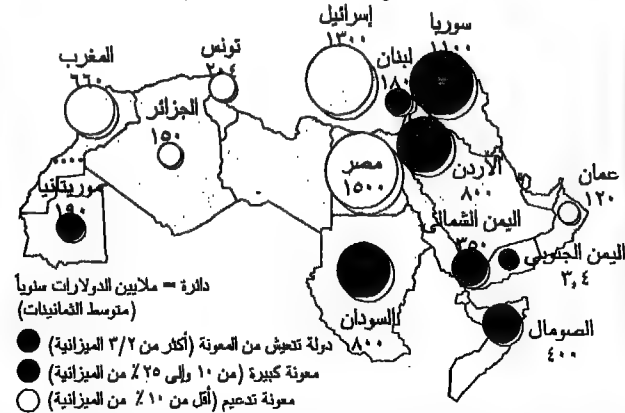 إسرائيل
١٣٠٠
سوريا
١١٠٠
لبنان
١٨٠
تونس
٢٠٤
المغرب
٦٦٠
الجزائر
١٥٠
مصر
١٥٠٠
الأردن
٨٠٠
عمان
١٢٠
موريتانيا
١٩٠
اليمن الشمالي
٣٥٠
اليمن الجنوبي
٣,٤
السودان
٨٠٠
الصومال
٤٠٠
دائرة = ملايين الدولارات سنوياً
(متوسط الثمانينات)
دولة تتعيش من المعونة (أكثر من ٣/٢ الميزانية)
معونة كبيرة (من ١٠ وإلى ٢٥٪ من الميزانية)
معونة تدعيم (أقل من ١٠٪ من الميزانية)